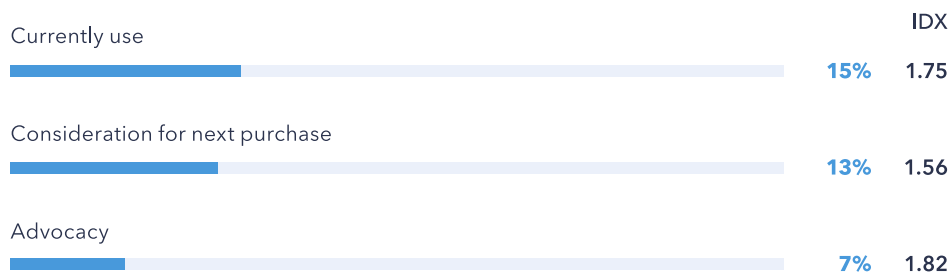 IDX
Currently use
15% 1.75
Consideration for next purchase
13% 1.56
Advocacy
7% 1.82